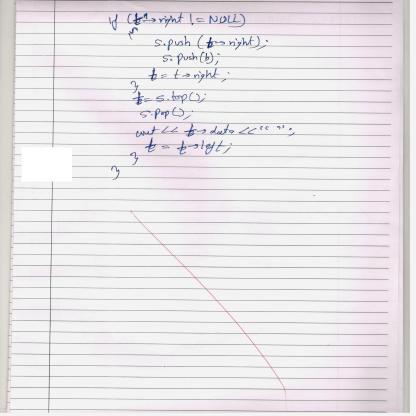 if (t→right != NULL)
{
s.push (t→right);
s.push(b);
t = t→right ;
}
t = s.top();
s.pop();
cout << t→data << " ";
t = t→left;
}
}